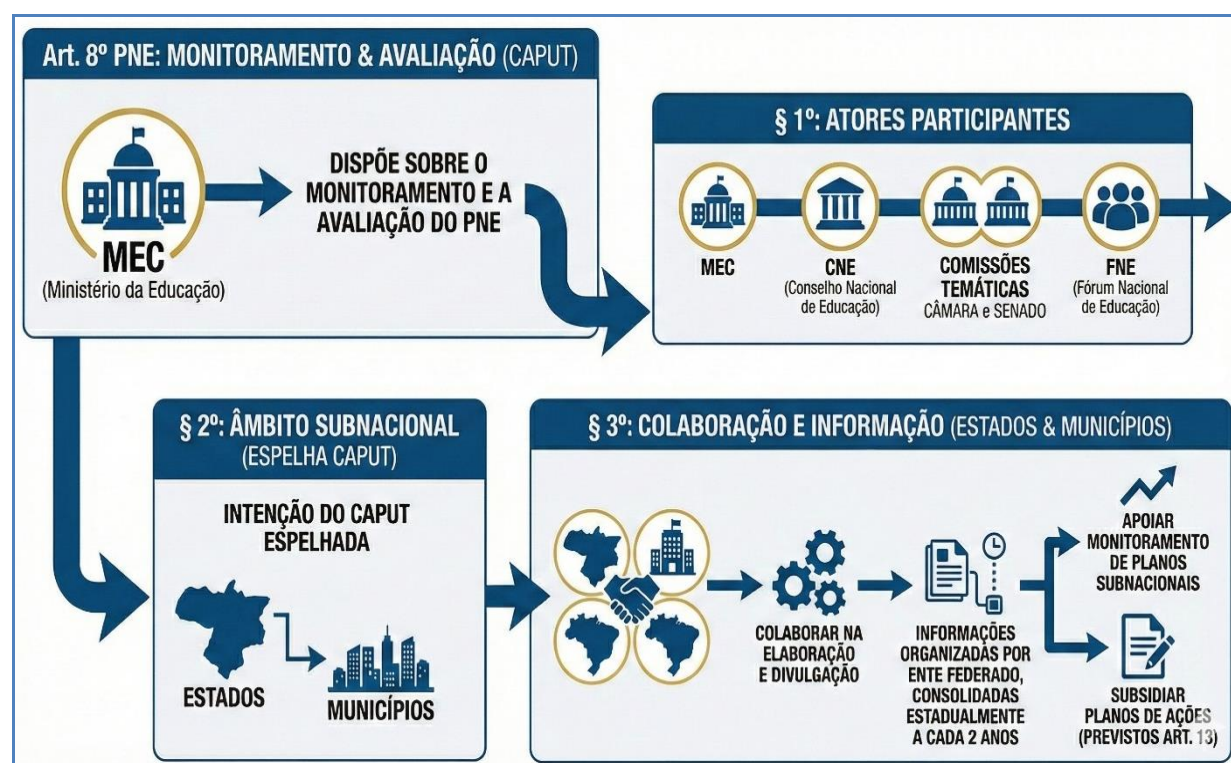 Art. 8º PNE: MONITORAMENTO & AVALIAÇÃO (CAPUT)
MEC
(Ministério da Educação)
DISPÕE SOBRE O
MONITORAMENTO E A
AVALIAÇÃO DO PNE
§ 1º: ATORES PARTICIPANTES
MEC
CNE
(Conselho Nacional
de Educação)
COMISSÕES
TEMÁTICAS
CÂMARA e SENADO
FNE
(Fórum Nacional
de Educação)
§ 2º: ÂMBITO SUBNACIONAL
(ESPELHA CAPUT)
INTENÇÃO DO CAPUT
ESPELHADA
ESTADOS
MUNICÍPIOS
§ 3º: COLABORAÇÃO E INFORMAÇÃO (ESTADOS & MUNICÍPIOS)
COLABORAR NA
ELABORAÇÃO
E DIVULGAÇÃO
INFORMAÇÕES
ORGANIZADAS POR
ENTE FEDERADO,
CONSOLIDADAS
ESTADUALMENTE
A CADA 2 ANOS
APOIAR
MONITORAMENTO
DE PLANOS
SUBNACIONAIS
SUBSIDIAR
PLANOS DE AÇÕES
(PREVISTOS ART. 13)